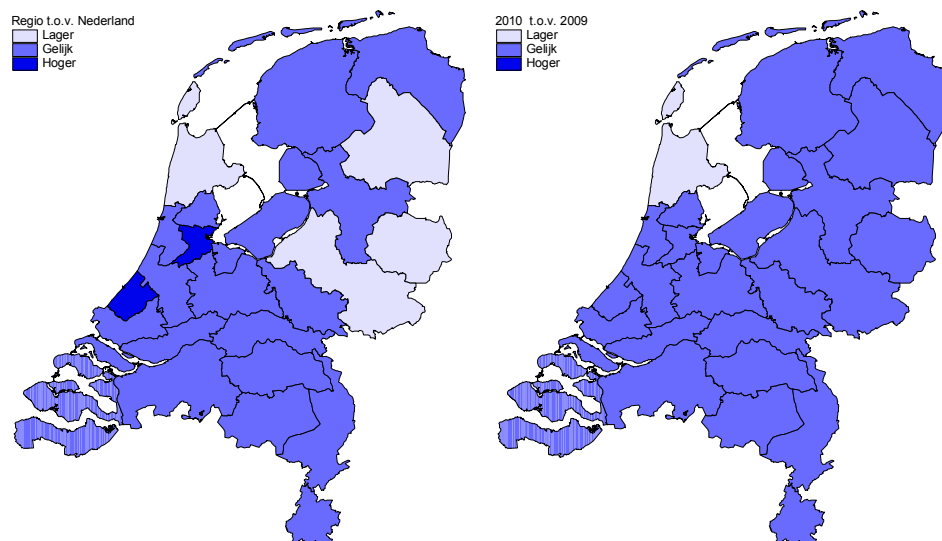 Regio t.o.v. Nederland
Lager
Gelijk
Hoger
2010 t.o.v. 2009
Lager
Gelijk
Hoger